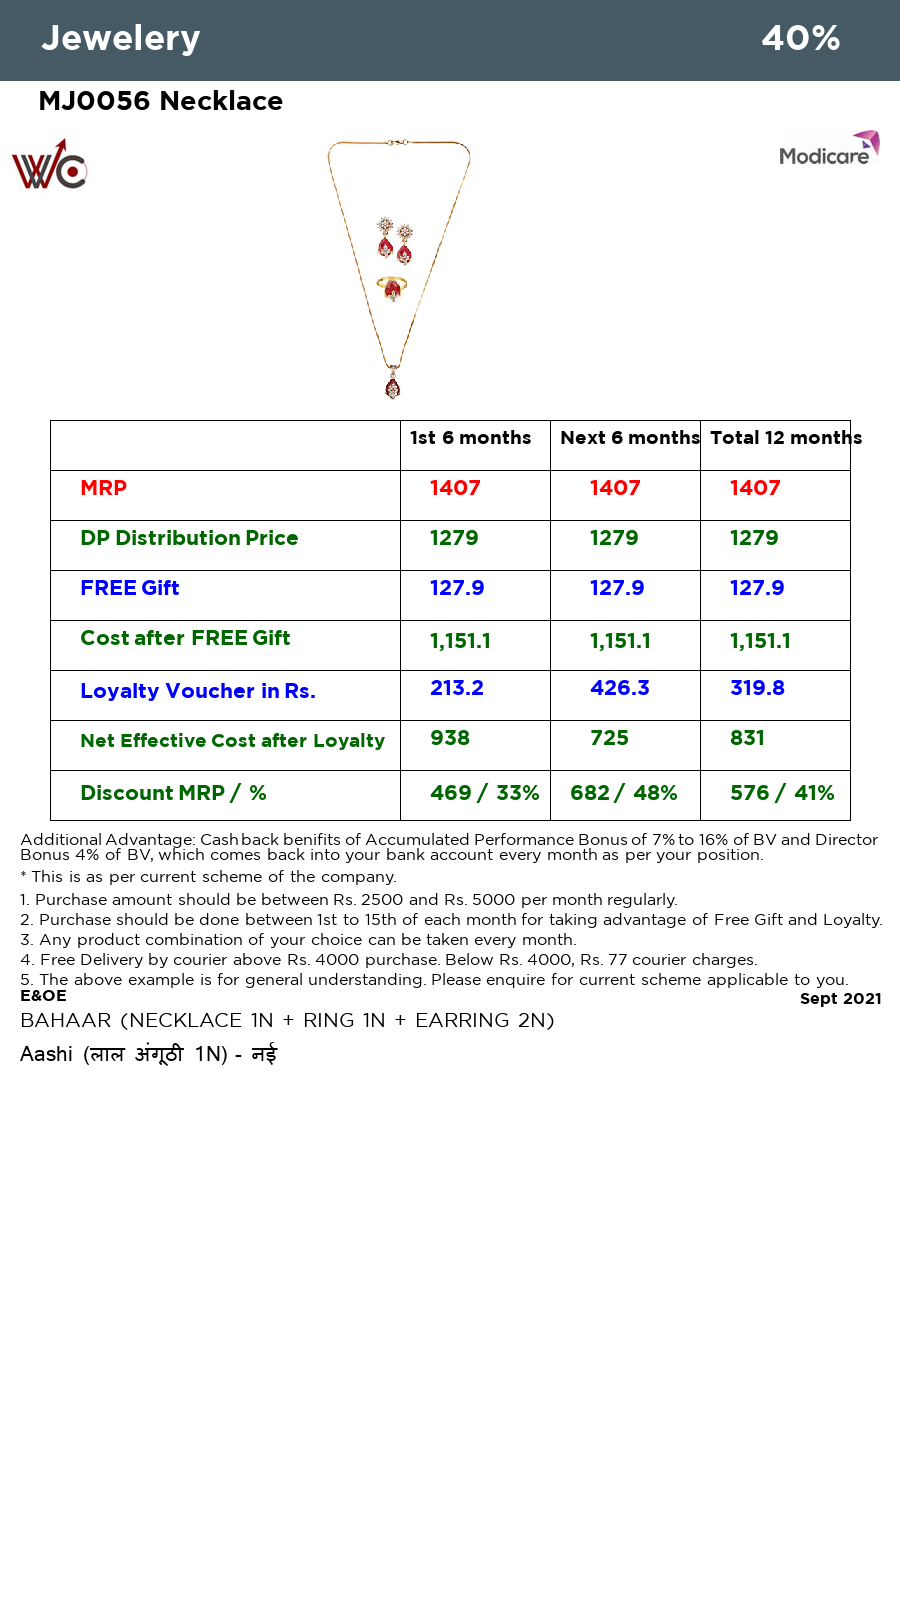 Jewelery 40%
MJ0056 Necklace
WC
Modicare
1st 6 months Next 6 months Total 12 months
MRP 1407 1407 1407
DP Distribution Price 1279 1279 1279
FREE Gift 127.9 127.9 127.9
Cost after FREE Gift 1,151.1 1,151.1 1,151.1
Loyalty Voucher in Rs. 213.2 426.3 319.8
Net Effective Cost after Loyalty 938 725 831
Discount MRP / % 469 / 33% 682 / 48% 576 / 41%
Additional Advantage: Cashback benifits of Accumulated Performance Bonus of 7% to 16% of BV and Director
Bonus 4% of BV, which comes back into your bank account every month as per your position.
* This is as per current scheme of the company.
1. Purchase amount should be between Rs. 2500 and Rs. 5000 per month regularly.
2. Purchase should be done between 1st to 15th of each month for taking advantage of Free Gift and Loyalty.
3. Any product combination of your choice can be taken every month.
4. Free Delivery by courier above Rs. 4000 purchase. Below Rs. 4000, Rs. 77 courier charges.
5. The above example is for general understanding. Please enquire for current scheme applicable to you.
E&OE Sept 2021
BAHAAR (NECKLACE 1N + RING 1N + EARRING 2N)
Aashi (लाल अंगूठी 1N) - नई